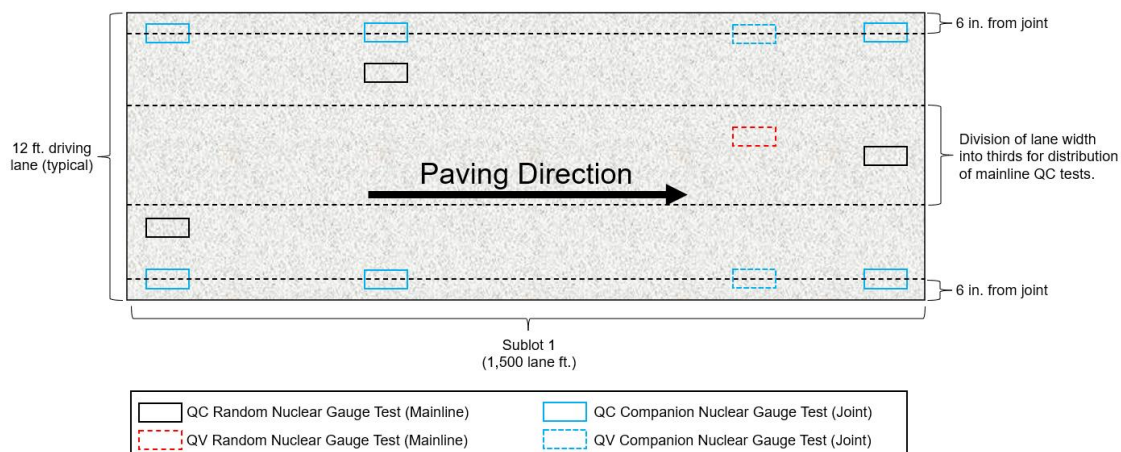 6 in. from joint
12 ft. driving
lane (typical)
Paving Direction
Division of lane width
into thirds for distribution
of mainline QC tests.
6 in. from joint
Sublot 1
(1,500 lane ft.)
QC Random Nuclear Gauge Test (Mainline)
QC Companion Nuclear Gauge Test (Joint)
QV Random Nuclear Gauge Test (Mainline)
QV Companion Nuclear Gauge Test (Joint)